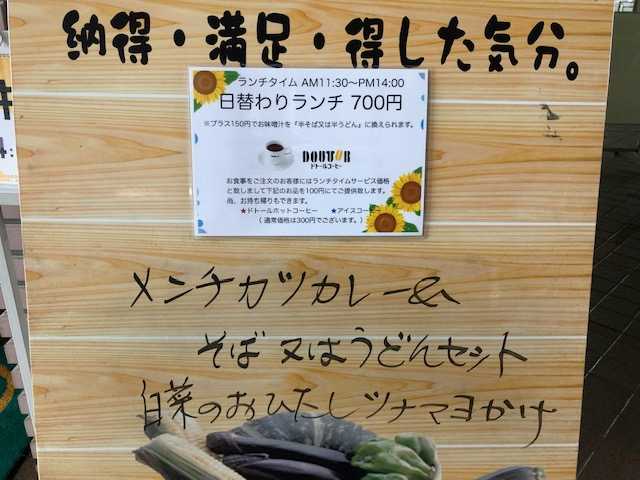 納得・満足・得した気分。
ランチタイム AM11:30～PM14:00
日替わりランチ 700円
※プラス150円でお味噌汁を『半そば又は半うどん』に換えられます。
DOUTOR
ドトールコーヒー
お食事をご注文のお客様にはランチタイムサービス価格
と致しまして下記のお品を100円にてご提供致します。
尚、お持ち帰りもできます。
★ドトールホットコーヒー ★アイスコーヒー
（通常価格は300円でございます。）
メンチカツカレー&
そば又はうどんセット
白菜のおひたしツナマヨかけ